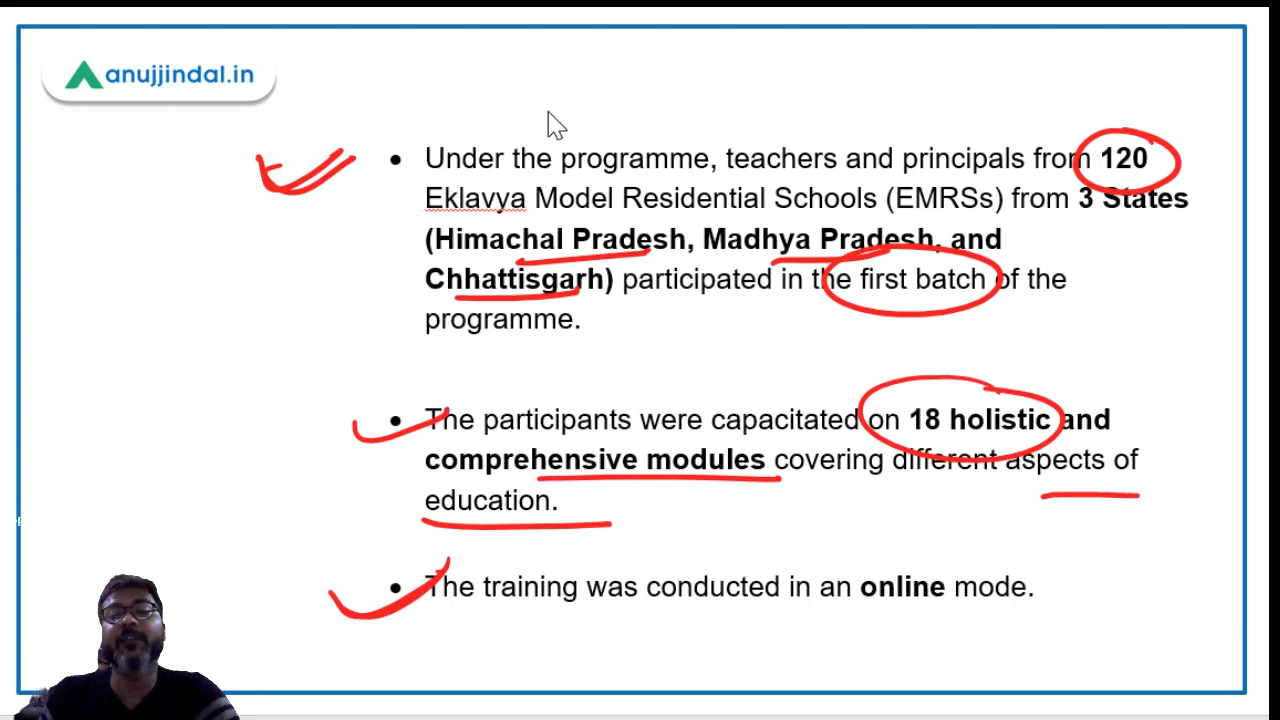 anujjindal.in
• Under the programme, teachers and principals from 120
Eklavya Model Residential Schools (EMRSs) from 3 States
(Himachal Pradesh, Madhya Pradesh, and
Chhattisgarh) participated in the first batch of the
programme.
• The participants were capacitated on 18 holistic and
comprehensive modules covering different aspects of
education.
• The training was conducted in an online mode.